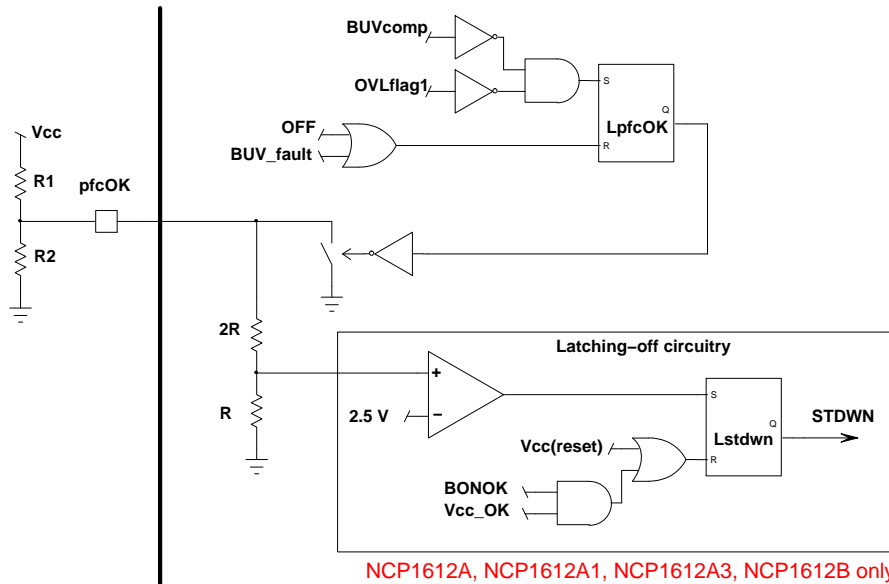 BUVcomp
OVLflag1
S
Q
LpfcOK
R
OFF
BUV_fault
Vcc
R1
pfcOK
R2
2R
R
Latching–off circuitry
+
2.5 V
–
S
Q
STDWN
Lstdwn
R
Vcc(reset)
BONOK
Vcc_OK
NCP1612A, NCP1612A1, NCP1612A3, NCP1612B only